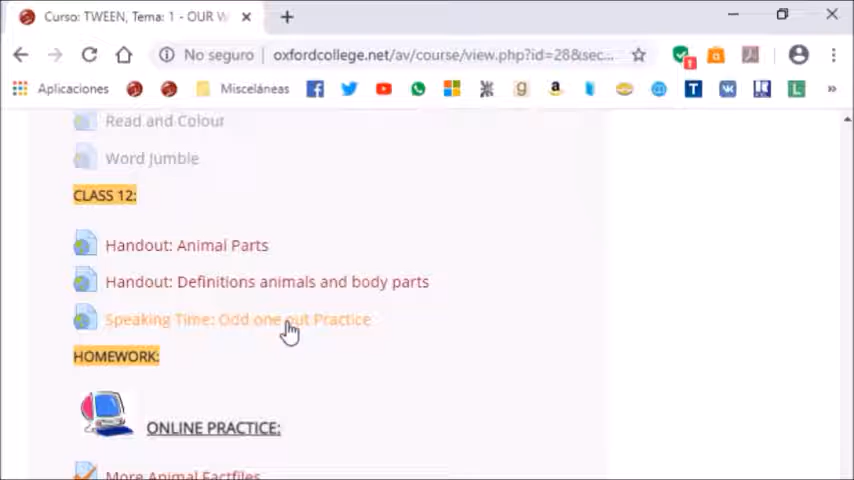 Curso: TWEEN, Tema: 1 - OUR W
No seguro
oxfordcollege.net/av/course/view.php?id=28&sec...
Aplicaciones
Misceláneas
Read and Colour
Word Jumble
CLASS 12:
Handout: Animal Parts
Handout: Definitions animals and body parts
Speaking Time: Odd one out Practice
HOMEWORK:
ONLINE PRACTICE:
More Animal Factfiles